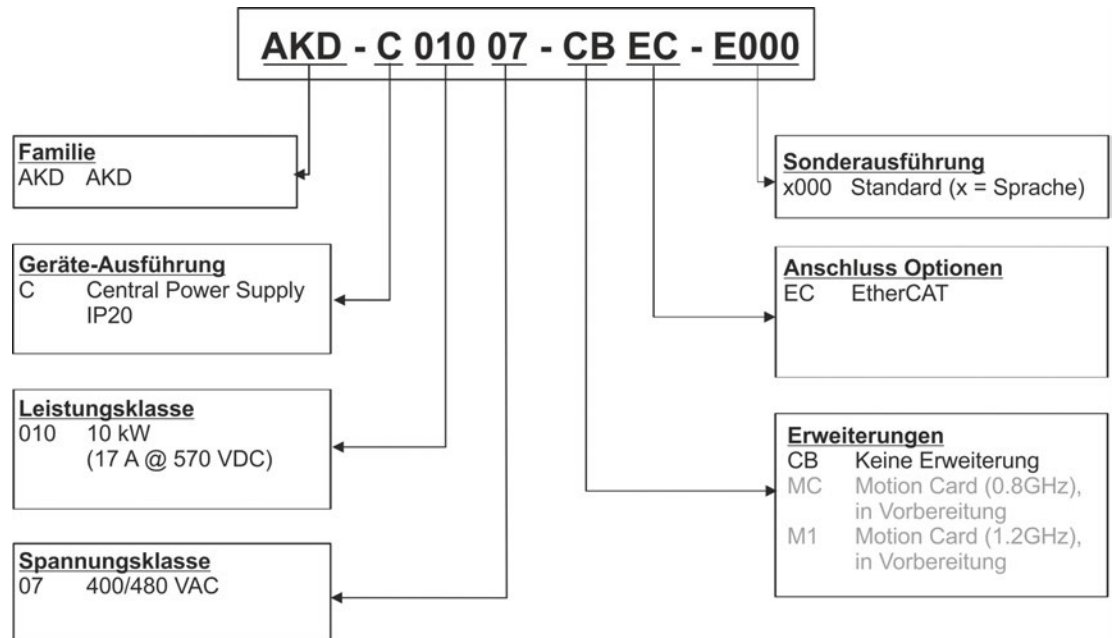 AKD - C 010 07 - CB EC - E000
Familie
AKD AKD
Geräte-Ausführung
C Central Power Supply
IP20
Leistungsklasse
010 10 kW
(17 A @ 570 VDC)
Spannungsklasse
07 400/480 VAC
Sonderausführung
x000 Standard (x = Sprache)
Anschluss Optionen
EC EtherCAT
Erweiterungen
CB Keine Erweiterung
MC Motion Card (0.8GHz),
in Vorbereitung
M1 Motion Card (1.2GHz),
in Vorbereitung